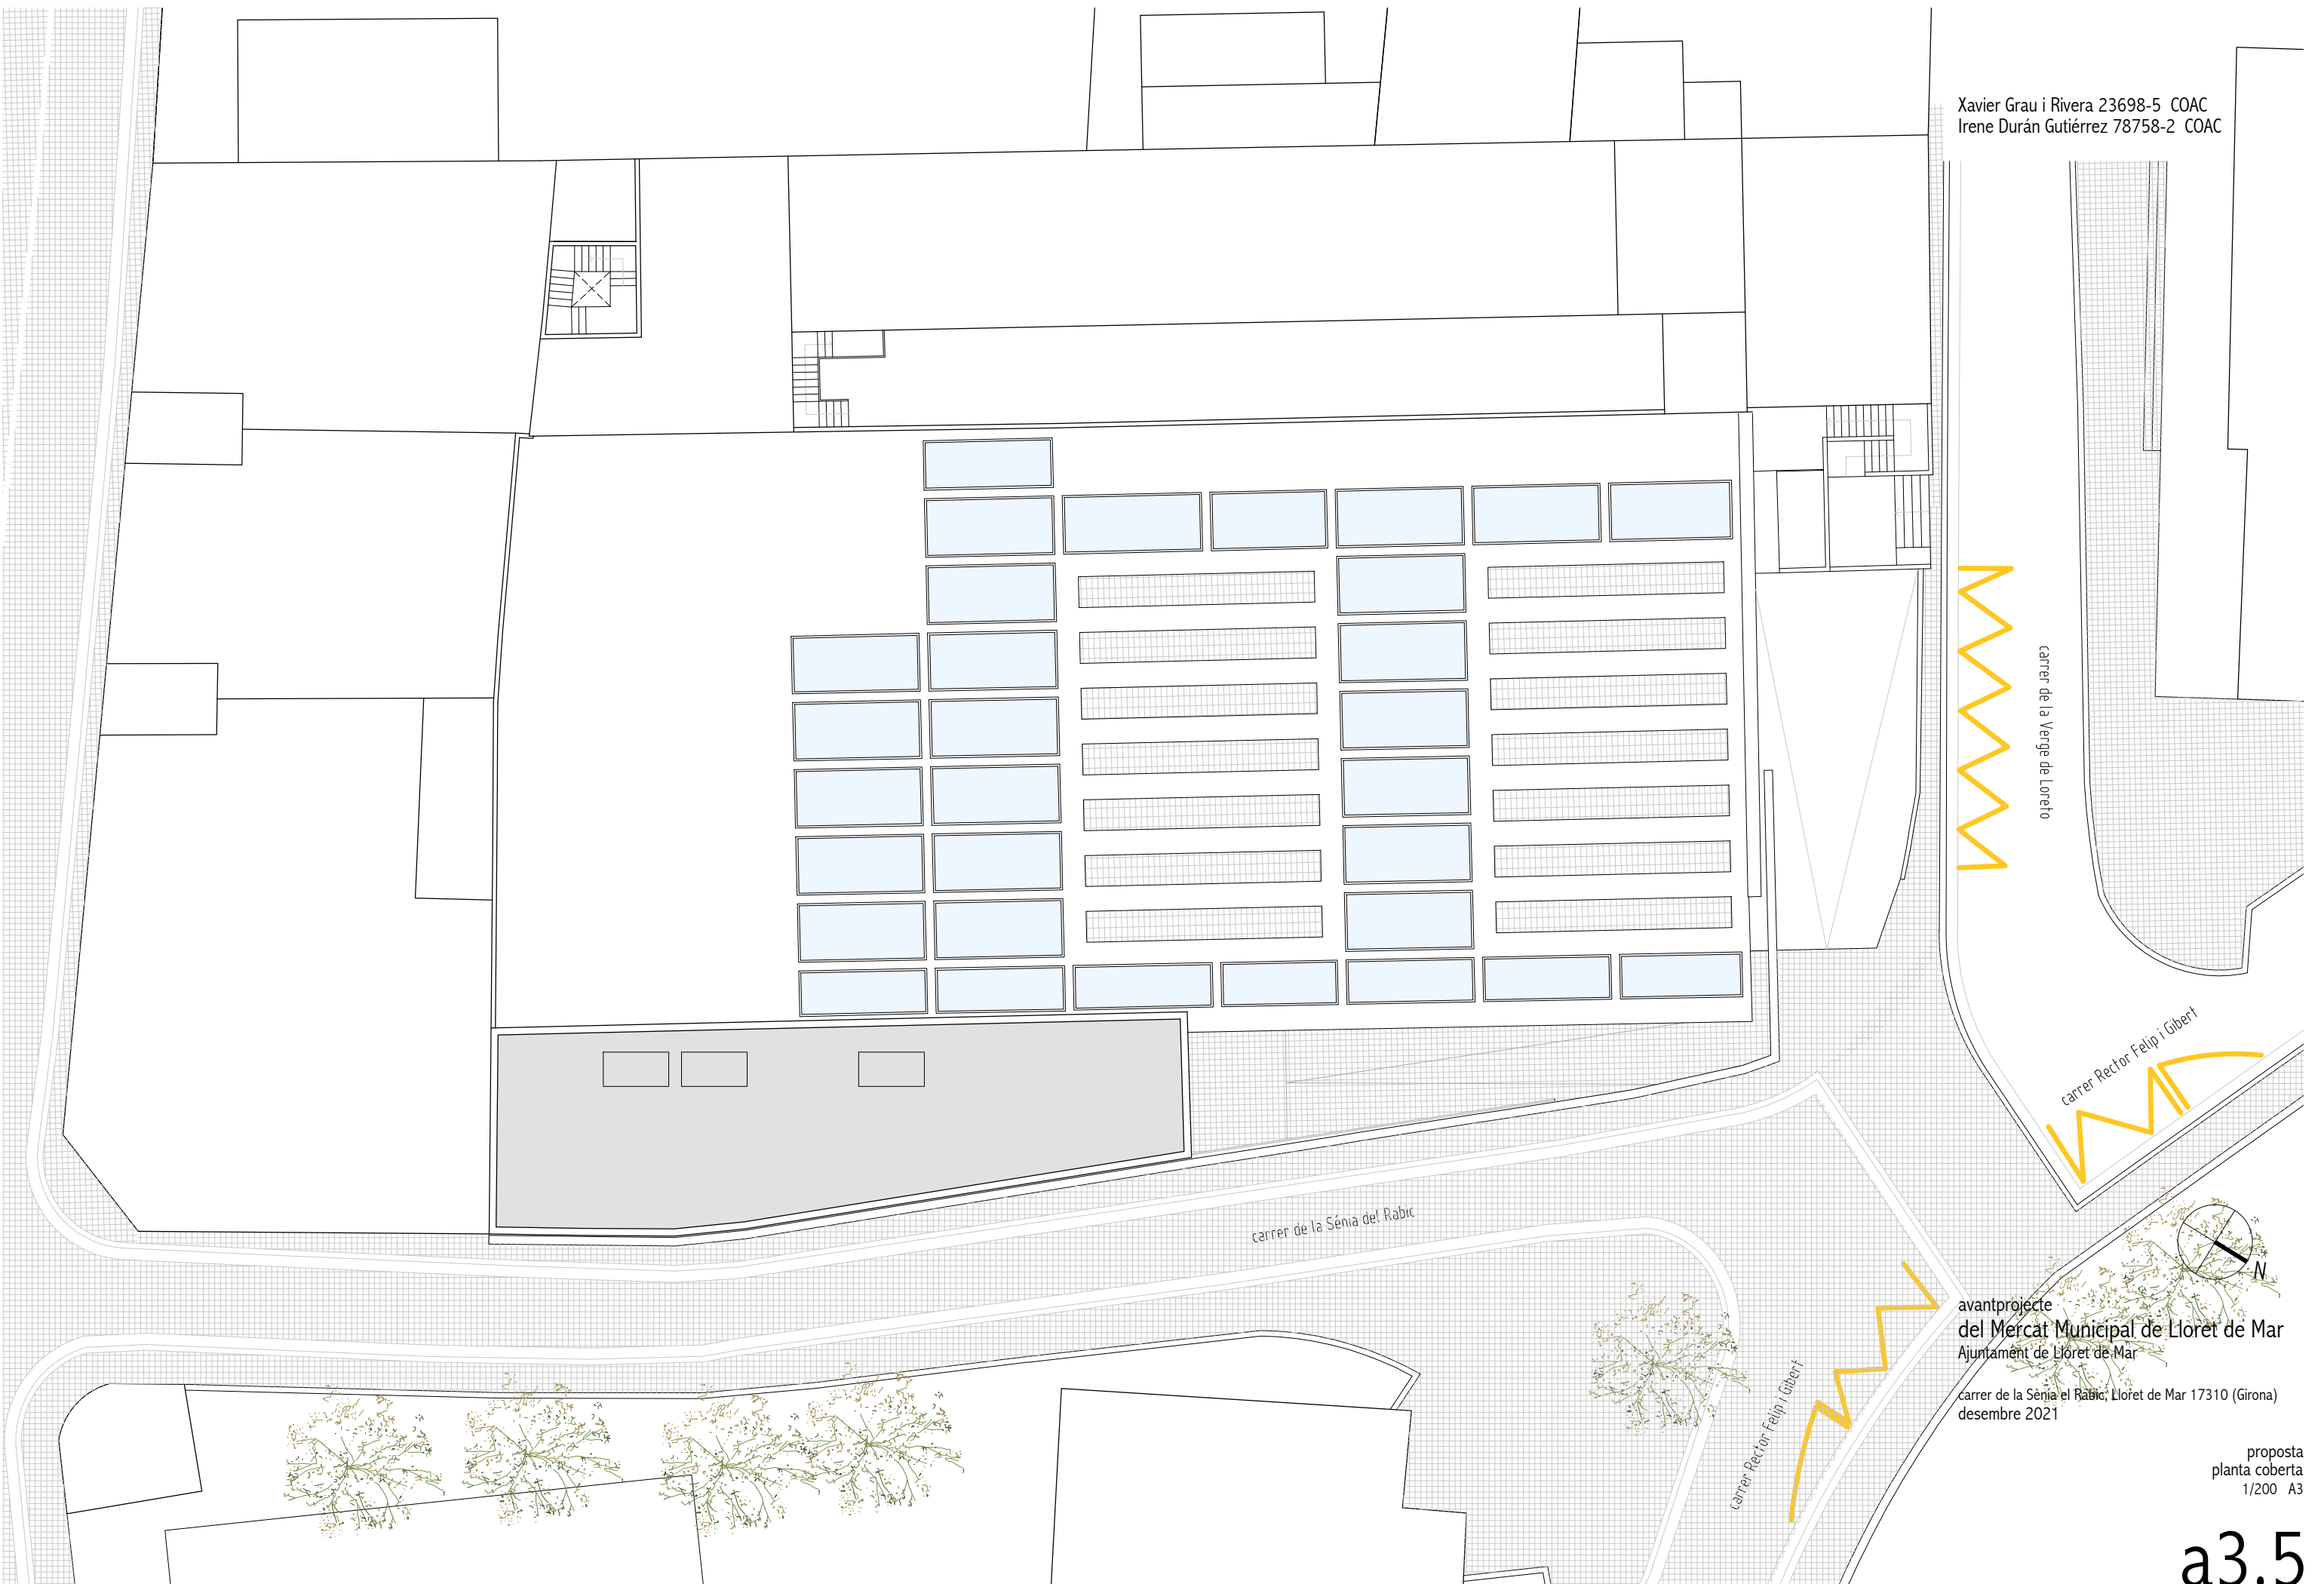 Xavier Grau i Rivera 23698-5  COAC
Irene Durán Gutiérrez 78758-2  COAC
carrer de la Verge de Loreto
carrer Rector Felip i Gibert
carrer de la Sénia del Rabic
carrer Rector Felip i Gibert
N
avantprojecte
del Mercat Municipal de Lloret de Mar
Ajuntament de Lloret de Mar
carrer de la Sènia el Rabic, Lloret de Mar 17310 (Girona)
desembre 2021
proposta
planta coberta
1/200   A3
a3.5